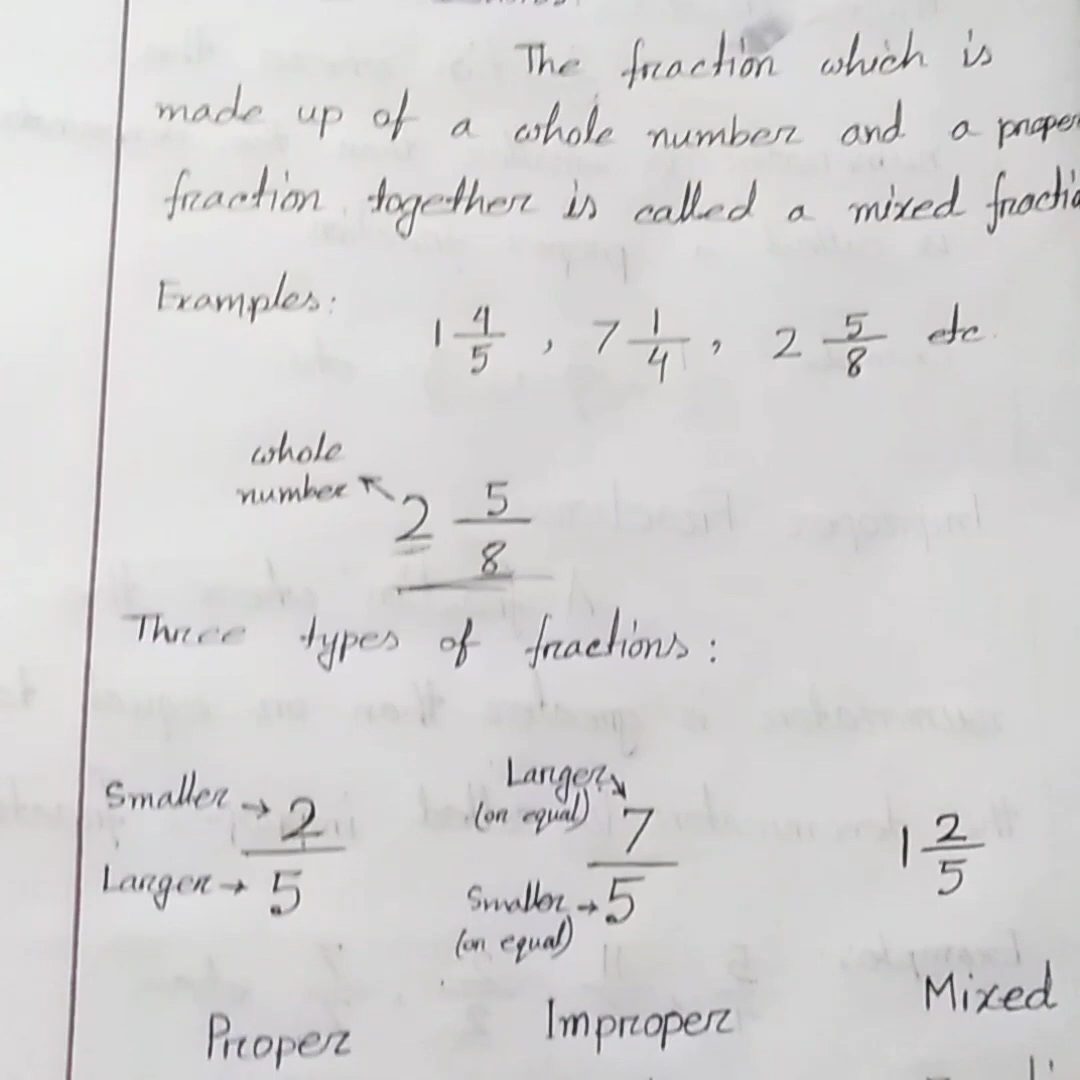 The fraction which is
made up of a whole number and a proper
fraction together is called a mixed fractio
Examples:
1 4/5 , 7 1/4 , 2 5/8 etc.
whole
number 2 5/8
Three types of fractions:
Smaller → 2
Larger → 5
Larger
(or equal) 7
Smaller → 5
(or equal)
1 2/5
Proper
Improper
Mixed